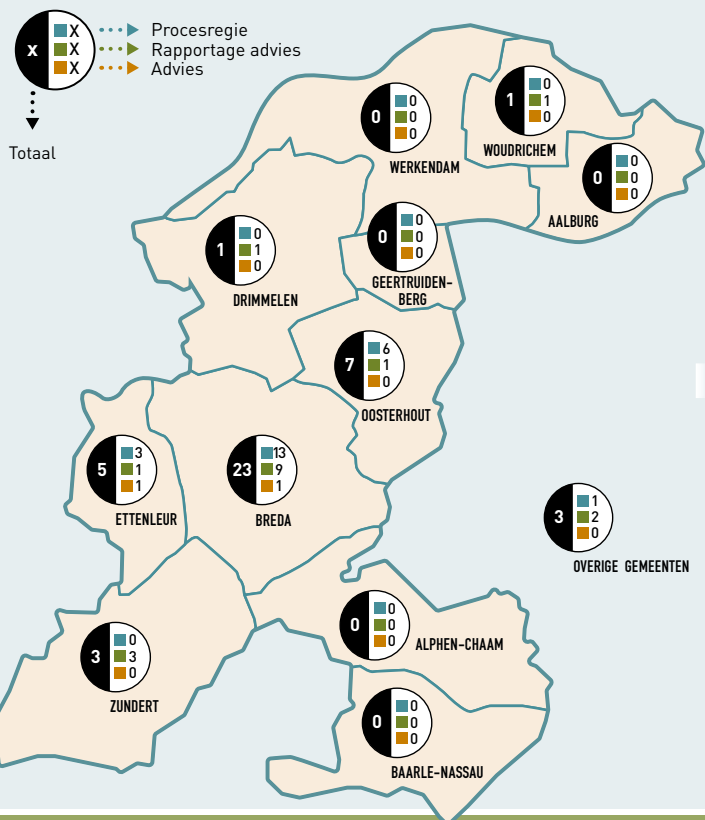 x X Procesregie
X Rapportage advies
X Advies
Totaal
0 0
0
0
WERKENDAM
1 0
1
0
WOUDRICHEM
0 0
0
0
AALBURG
1 0
1
0
DRIMMELEN
0 0
0
0
GEERTRUIDEN-
BERG
7 6
1
0
OOSTERHOUT
5 3
1
1
ETTENLEUR
23 13
9
1
BREDA
3 1
2
0
OVERIGE GEMEENTEN
0 0
0
0
ALPHEN-CHAAM
3 0
3
0
ZUNDERT
0 0
0
0
BAARLE-NASSAU